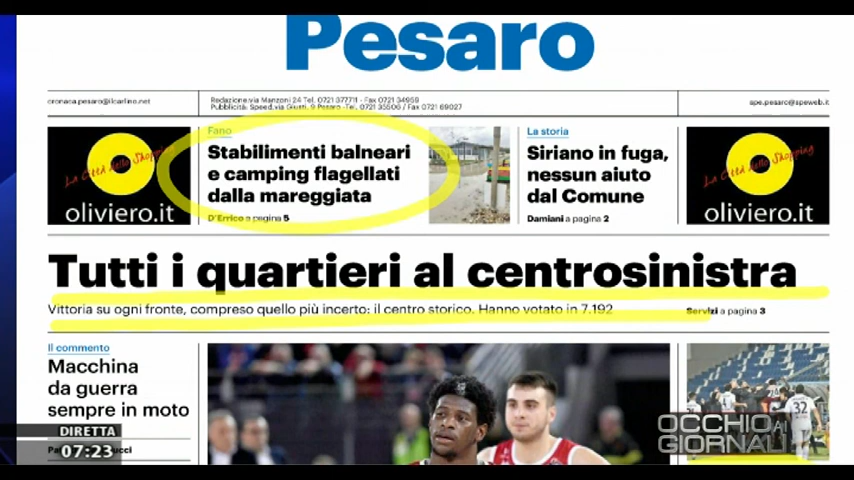 Pesaro
cronaca.pesaro@ilcarlino.net
Redazione: via Manzoni 24 Tel. 0721 377711 - Fax 0721 34959
Pubblicità: Speed. via Giusti, 9 Pesaro -Tel. 0721 35506 / Fax 0721 69027
spe.pesaro@speweb.it
La Città dello Shopping
oliviero.it
Fano
Stabilimenti balneari
e camping flagellati
dalla mareggiata
D'Errico a pagina 5
La storia
Siriano in fuga,
nessun aiuto
dal Comune
Damiani a pagina 2
La Città dello Shopping
oliviero.it
Tutti i quartieri al centrosinistra
Vittoria su ogni fronte, compreso quello più incerto: il centro storico. Hanno votato in 7.192
Servizi a pagina 3
Il commento
Macchina
da guerra
sempre in moto
DIRETTA
07:23
32
OCCHIO AI
GIORNALI